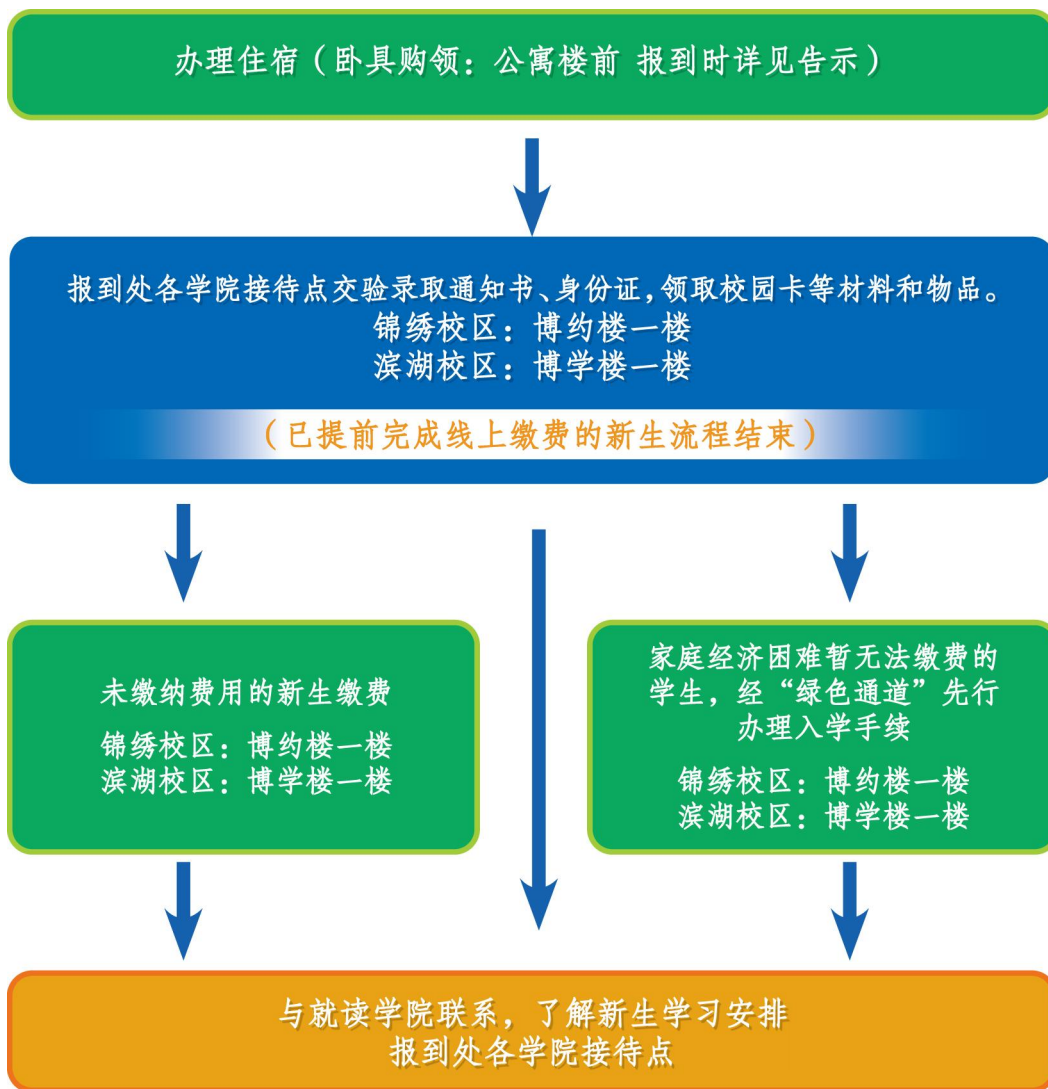 办理住宿（卧具购领：公寓楼前 报到时详见告示）
报到处各学院接待点交验录取通知书、身份证，领取校园卡等材料和物品。
锦绣校区：博约楼一楼
滨湖校区：博学楼一楼
（已提前完成线上缴费的新生流程结束）
未缴纳费用的新生缴费
锦绣校区：博约楼一楼
滨湖校区：博学楼一楼
家庭经济困难暂无法缴费的
学生，经“绿色通道”先行
办理入学手续
锦绣校区：博约楼一楼
滨湖校区：博学楼一楼
与就读学院联系，了解新生学习安排
报到处各学院接待点